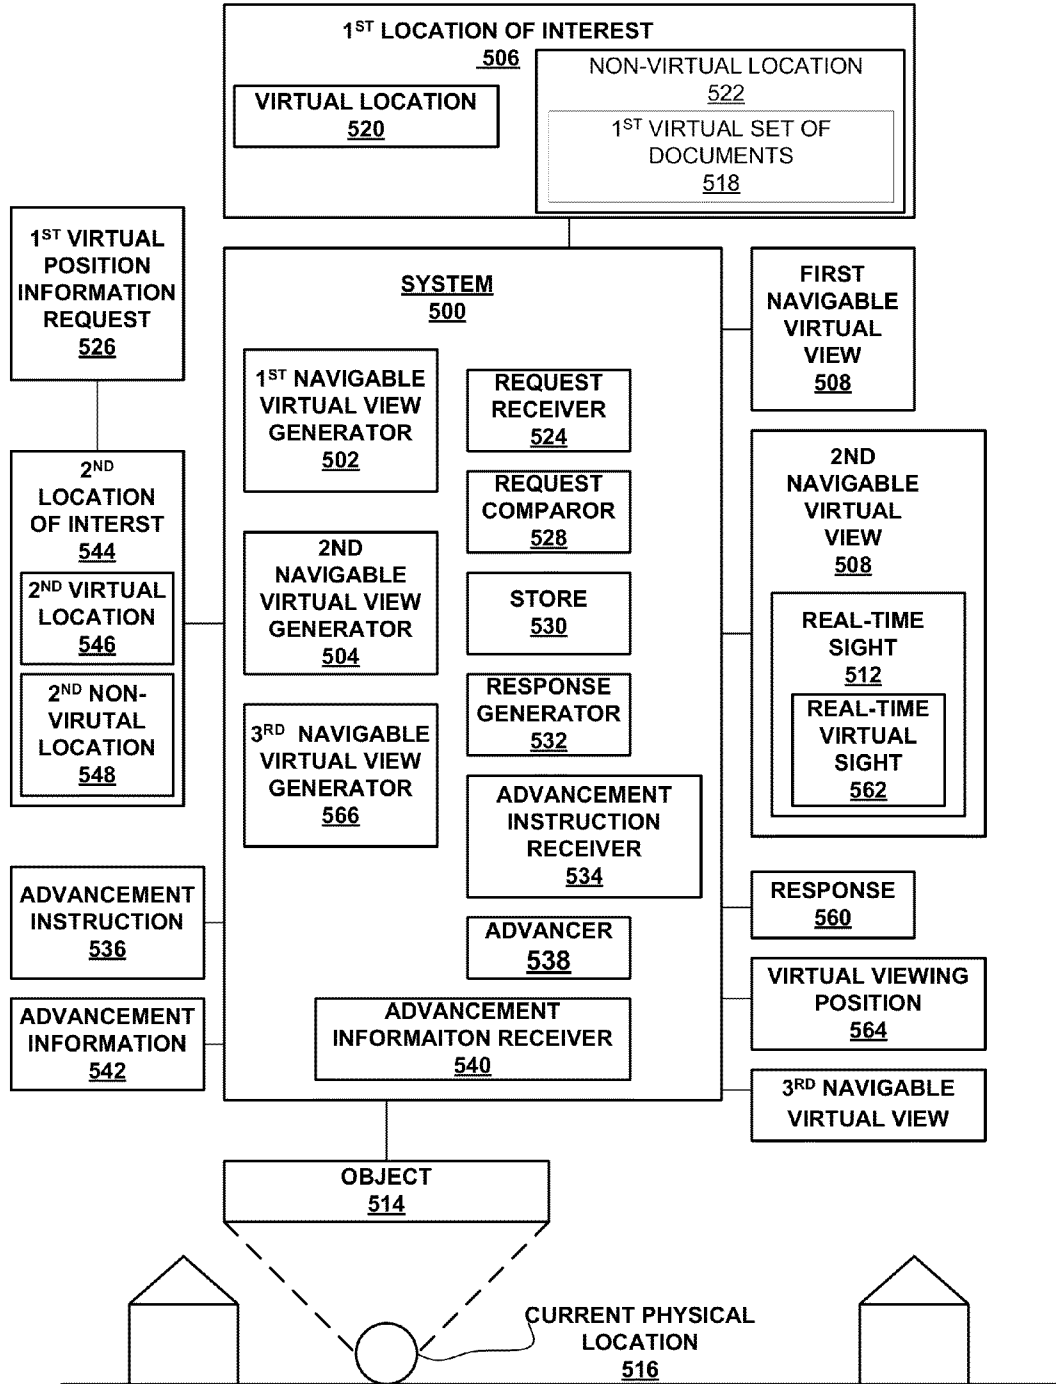 1ST LOCATION OF INTEREST
506
VIRTUAL LOCATION
520
NON-VIRTUAL LOCATION
522
1ST VIRTUAL SET OF
DOCUMENTS
518
1ST VIRTUAL
POSITION
INFORMATION
REQUEST
526
2ND
LOCATION
OF INTERST
544
2ND VIRTUAL
LOCATION
546
2ND NON-
VIRUTAL
LOCATION
548
ADVANCEMENT
INSTRUCTION
536
ADVANCEMENT
INFORMATION
542
SYSTEM
500
1ST NAVIGABLE
VIRTUAL VIEW
GENERATOR
502
2ND
NAVIGABLE
VIRTUAL VIEW
GENERATOR
504
3RD NAVIGABLE
VIRTUAL VIEW
GENERATOR
566
REQUEST
RECEIVER
524
REQUEST
COMPAROR
528
STORE
530
RESPONSE
GENERATOR
532
ADVANCEMENT
INSTRUCTION
RECEIVER
534
ADVANCER
538
ADVANCEMENT
INFORMAITON RECEIVER
540
FIRST
NAVIGABLE
VIRTUAL
VIEW
508
2ND
NAVIGABLE
VIRTUAL
VIEW
508
REAL-TIME
SIGHT
512
REAL-TIME
VIRTUAL
SIGHT
562
RESPONSE
560
VIRTUAL VIEWING
POSITION
564
3RD NAVIGABLE
VIRTUAL VIEW
OBJECT
514
CURRENT PHYSICAL
LOCATION
516